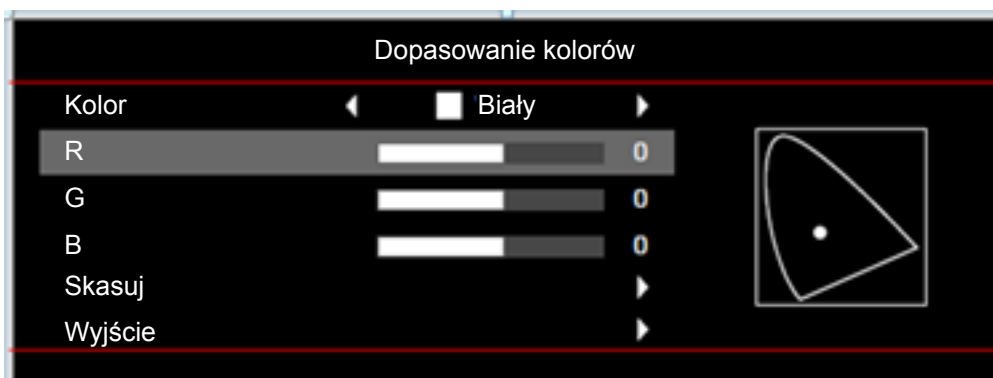 Dopasowanie kolorów
Kolor Biały
R 0
G 0
B 0
Skasuj
Wyjście